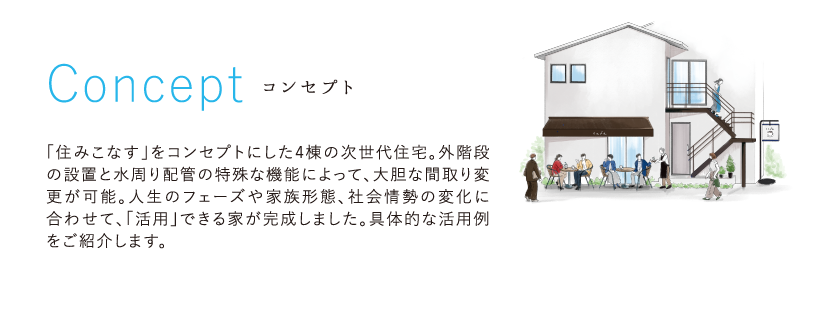 Concept コンセプト
「住みこなす」をコンセプトにした4棟の次世代住宅。外階段
の設置と水周り配管の特殊な機能によって、大胆な間取り変
更が可能。人生のフェーズや家族形態、社会情勢の変化に
合わせて、「活用」できる家が完成しました。具体的な活用例
をご紹介します。